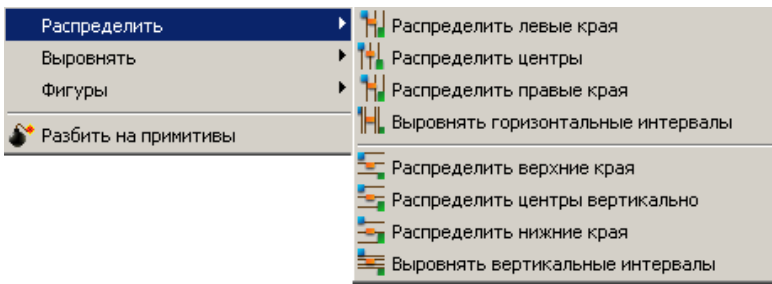 Распределить
Выровнять
Фигуры
Разбить на примитивы
Распределить левые края
Распределить центры
Распределить правые края
Выровнять горизонтальные интервалы
Распределить верхние края
Распределить центры вертикально
Распределить нижние края
Выровнять вертикальные интервалы